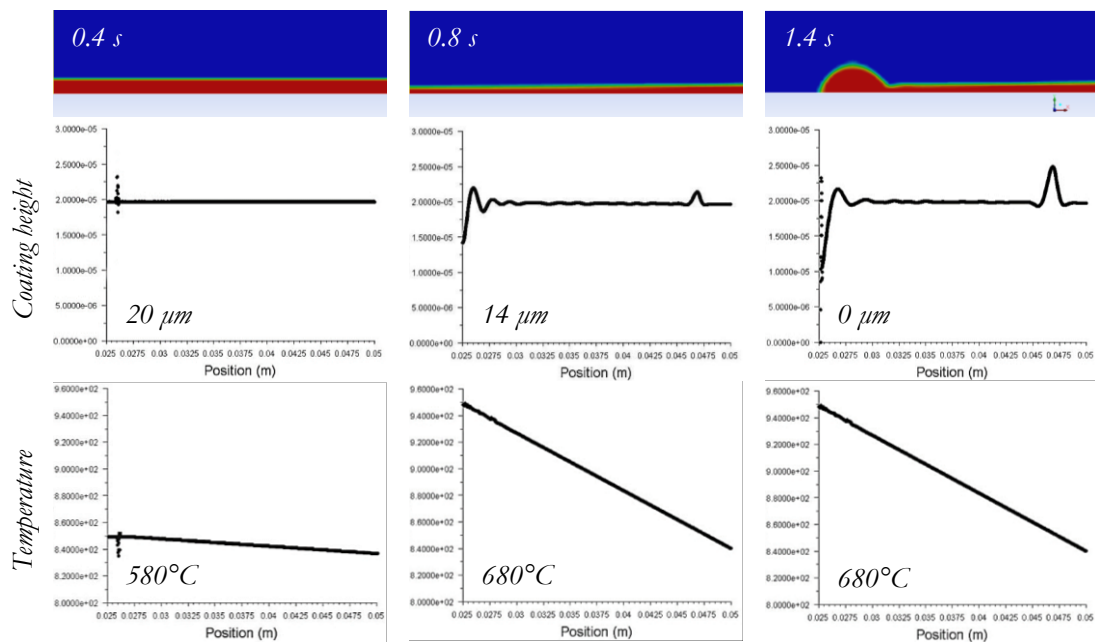 0.4 s
0.8 s
1.4 s
Coating height
3.0000e-05
2.5000e-05
2.0000e-05
1.5000e-05
1.0000e-05
5.0000e-06
0.0000e+00
20 μm
0.025 0.0275 0.03 0.0325 0.035 0.0375 0.04 0.0425 0.045 0.0475 0.05
Position (m)
3.0000e-05
2.5000e-05
2.0000e-05
1.5000e-05
1.0000e-05
5.0000e-06
0.0000e+00
14 μm
0.025 0.0275 0.03 0.0325 0.035 0.0375 0.04 0.0425 0.045 0.0475 0.05
Position (m)
3.0000e-05
2.5000e-05
2.0000e-05
1.5000e-05
1.0000e-05
5.0000e-06
0.0000e+00
0 μm
0.025 0.0275 0.03 0.0325 0.035 0.0375 0.04 0.0425 0.045 0.0475 0.05
Position (m)
Temperature
9.6000e+02
9.4000e+02
9.2000e+02
9.0000e+02
8.8000e+02
8.6000e+02
8.4000e+02
8.2000e+02
8.0000e+02
580°C
0.025 0.0275 0.03 0.0325 0.035 0.0375 0.04 0.0425 0.045 0.0475 0.05
Position (m)
9.6000e+02
9.4000e+02
9.2000e+02
9.0000e+02
8.8000e+02
8.6000e+02
8.4000e+02
8.2000e+02
8.0000e+02
680°C
0.025 0.0275 0.03 0.0325 0.035 0.0375 0.04 0.0425 0.045 0.0475 0.05
Position (m)
9.6000e+02
9.4000e+02
9.2000e+02
9.0000e+02
8.8000e+02
8.6000e+02
8.4000e+02
8.2000e+02
8.0000e+02
680°C
0.025 0.0275 0.03 0.0325 0.035 0.0375 0.04 0.0425 0.045 0.0475 0.05
Position (m)